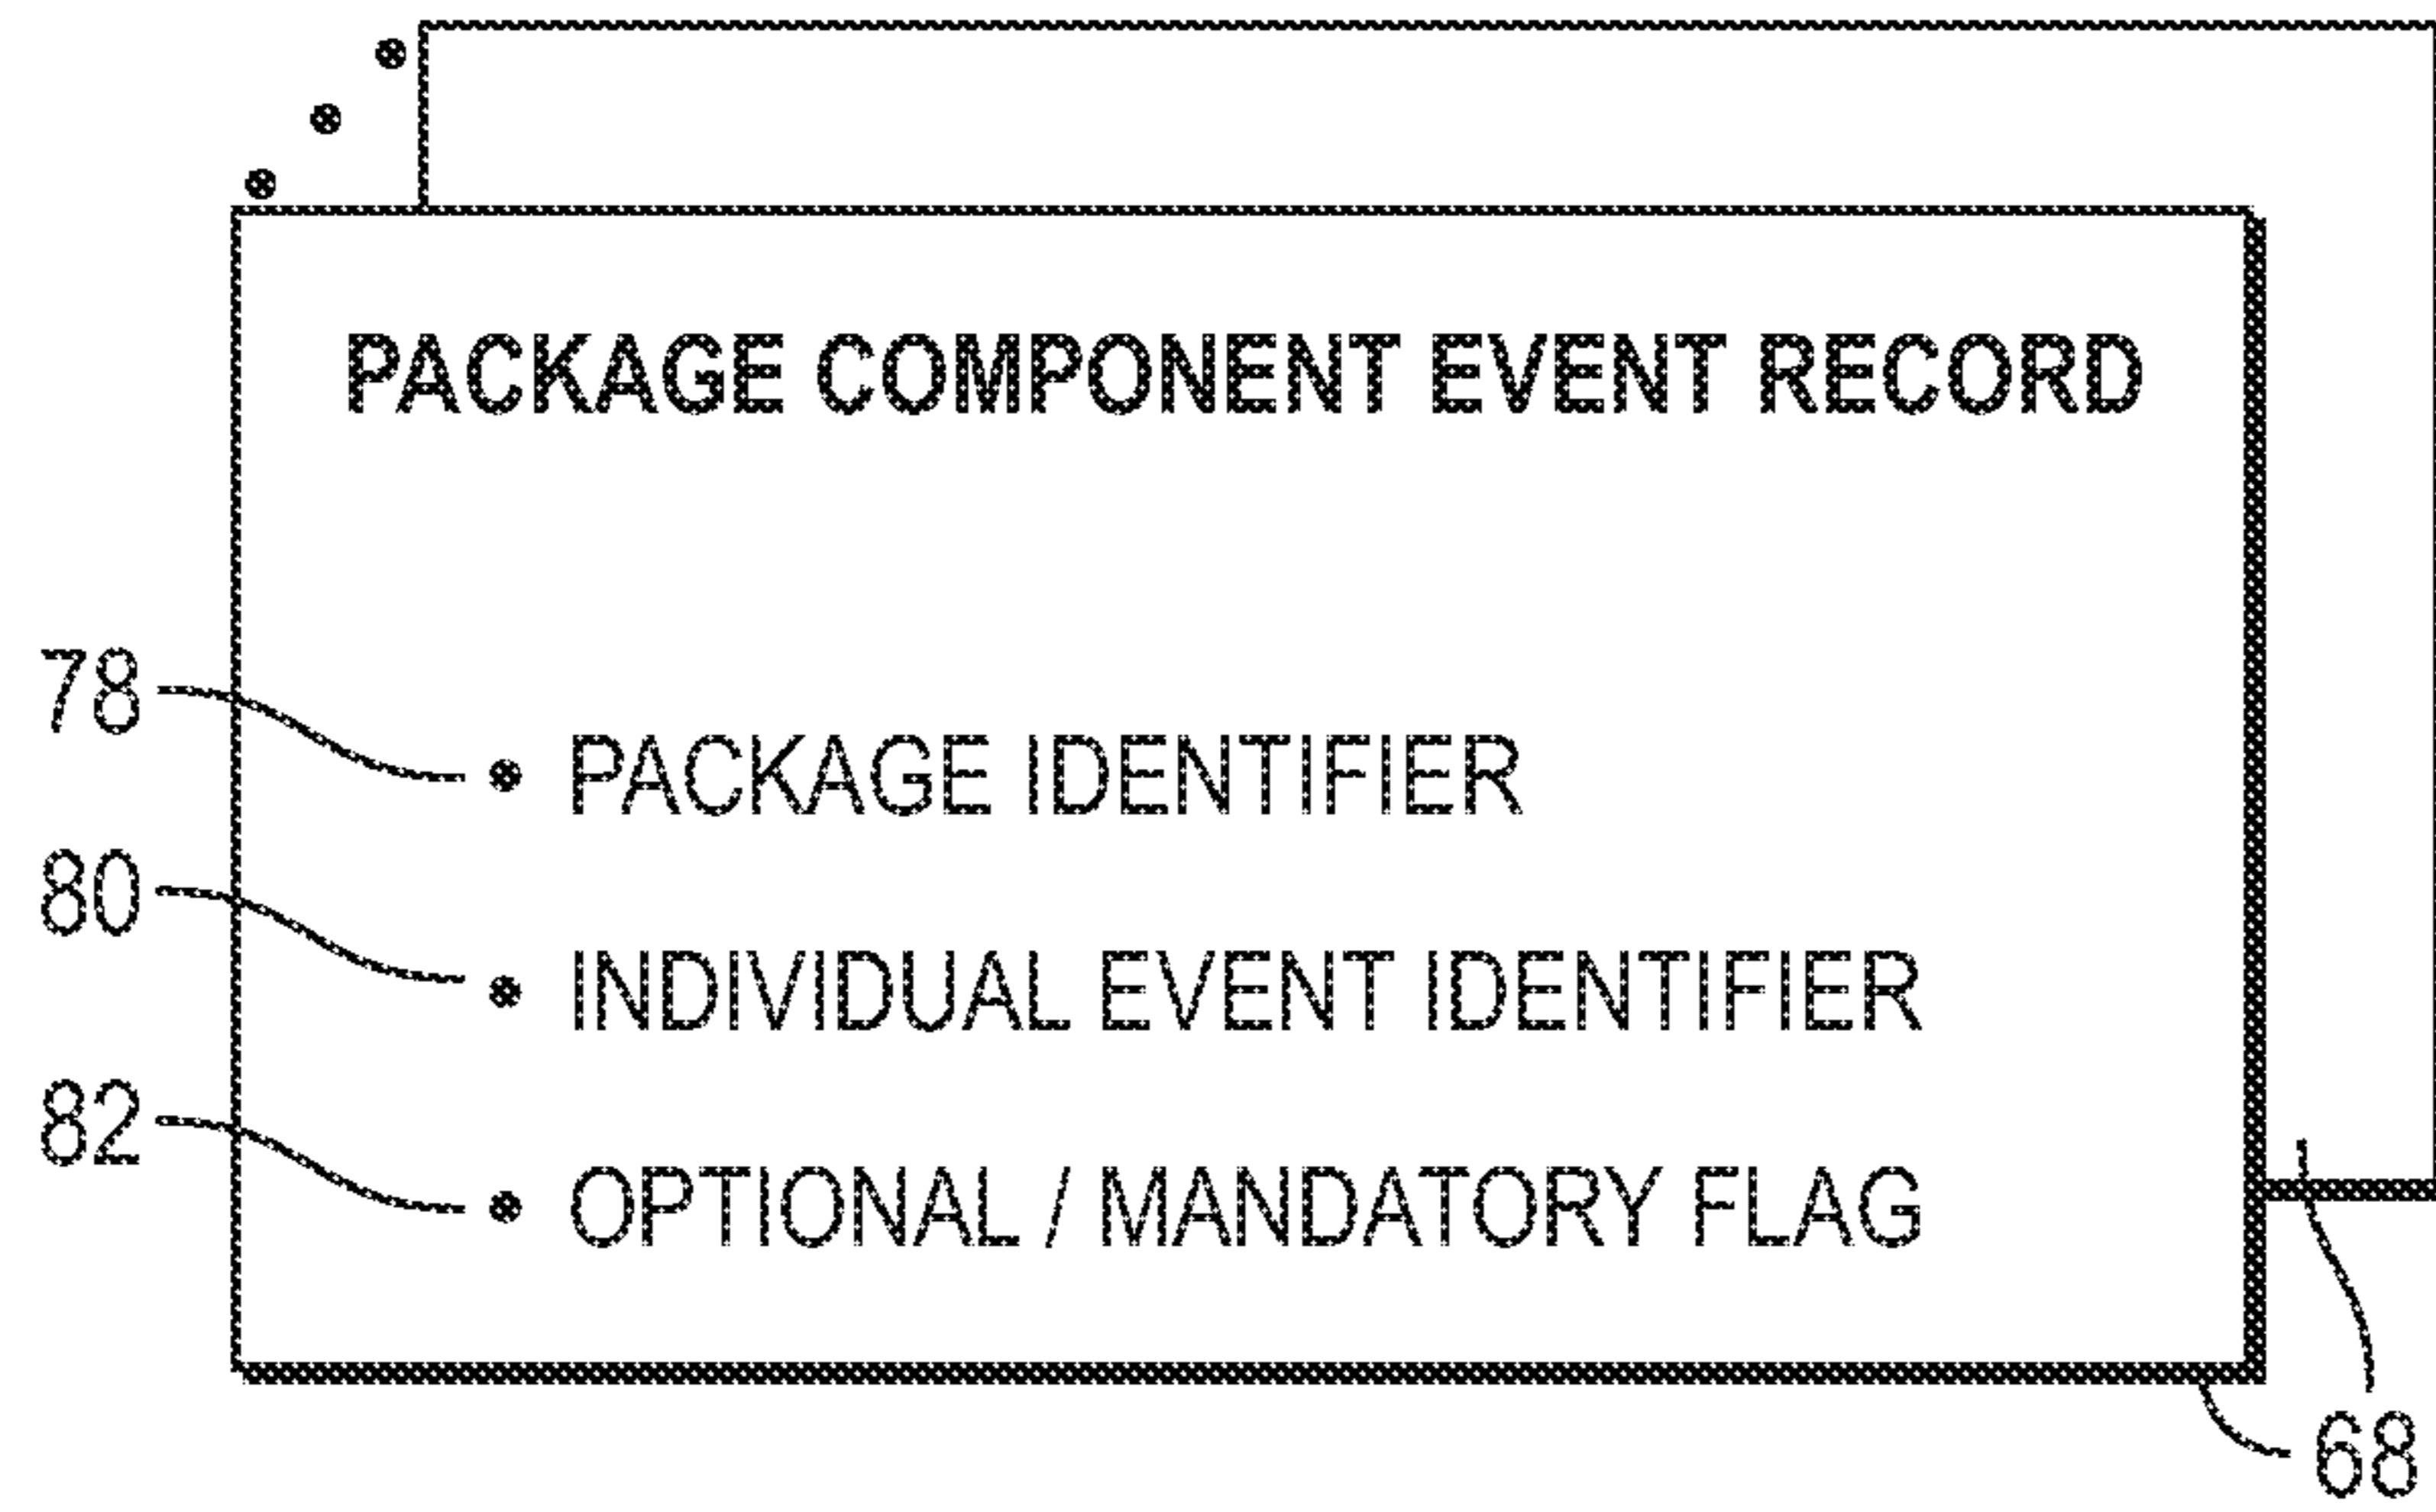 PACKAGE COMPONENT EVENT RECORD
78
• PACKAGE IDENTIFIER
80
• INDIVIDUAL EVENT IDENTIFIER
82
• OPTIONAL / MANDATORY FLAG
68